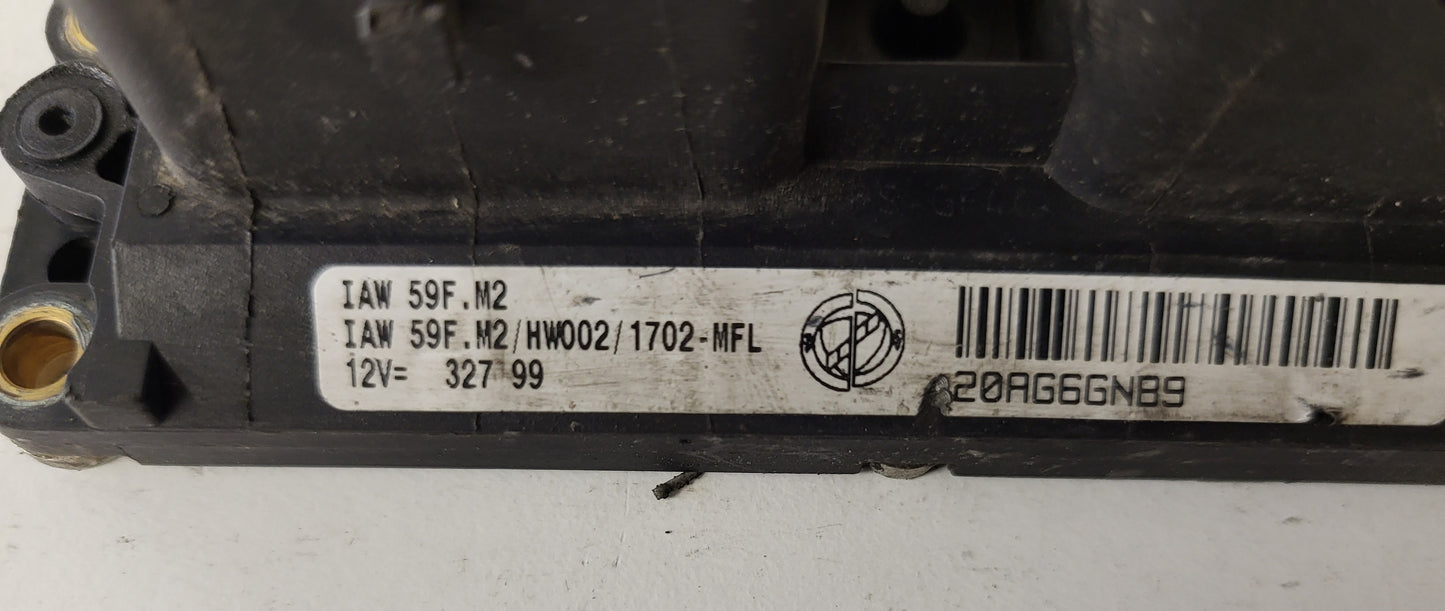 IAW 59F.M2
IAW 59F.M2/HW002/1702-MFL
12V= 327 99
20AG6GNB9